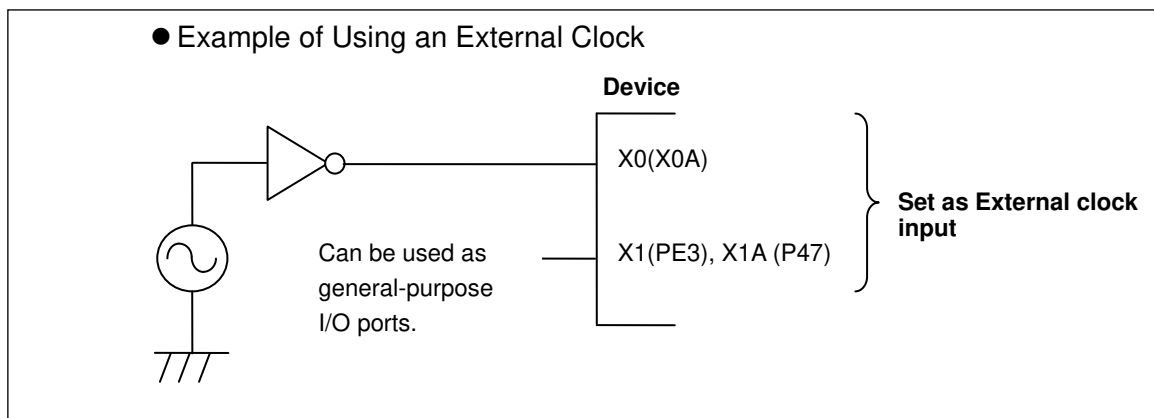 ● Example of Using an External Clock
Device
X0(X0A)
Set as External clock
input
Can be used as
general-purpose
I/O ports.
X1(PE3), X1A (P47)